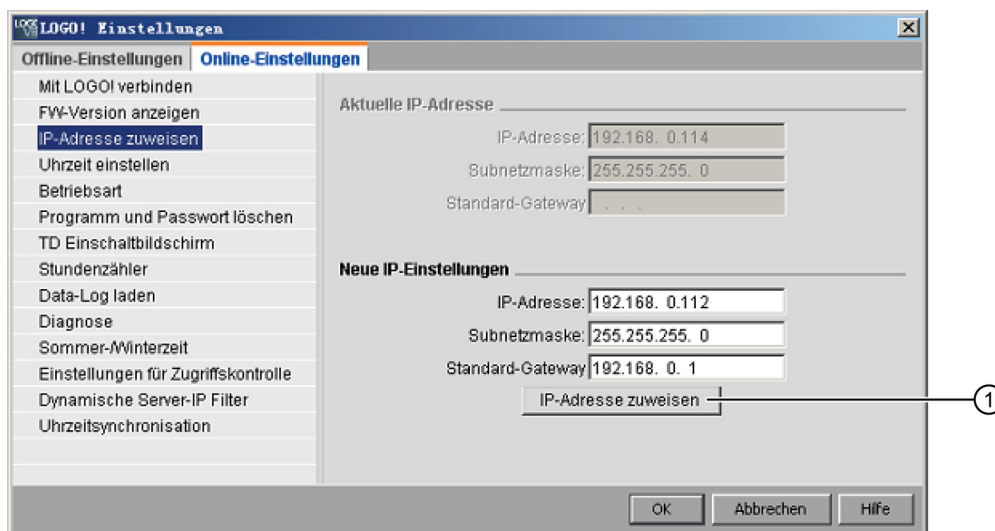 LOGO! Einstellungen
Offline-Einstellungen Online-Einstellungen
Mit LOGO! verbinden
FW-Version anzeigen
IP-Adresse zuweisen
Uhrzeit einstellen
Betriebsart
Programm und Passwort löschen
TD Einschaltbildschirm
Stundenzähler
Data-Log laden
Diagnose
Sommer-/Winterzeit
Einstellungen für Zugriffskontrolle
Dynamische Server-IP Filter
Uhrzeitsynchronisation
Aktuelle IP-Adresse
IP-Adresse: 192.168. 0.114
Subnetzmaske: 255.255.255. 0
Standard-Gateway . . .
Neue IP-Einstellungen
IP-Adresse: 192.168. 0.112
Subnetzmaske: 255.255.255. 0
Standard-Gateway 192.168. 0. 1
IP-Adresse zuweisen
1
OK Abbrechen Hilfe